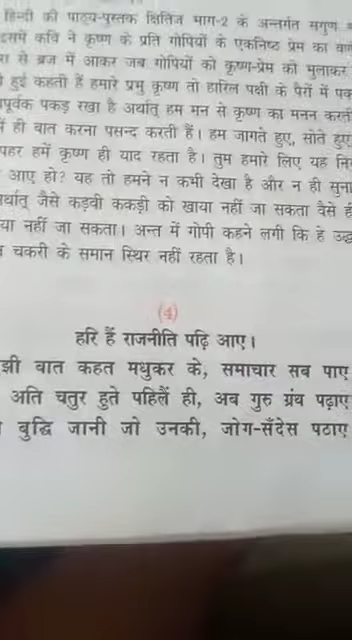 हिन्दी की पाठ्य-पुस्तक क्षितिज भाग-2 के अन्तर्गत सगुण
इसमें कवि ने कृष्ण के प्रति गोपियों के एकनिष्ठ प्रेम का
से ब्रज में आकर जब गोपियों को कृष्ण-प्रेम को भुलाकर
हुई कहती हैं हमारे प्रभु कृष्ण तो हारिल पक्षी के पैरों में
पूर्वक पकड़ रखा है अर्थात् हम मन से कृष्ण का मनन करती
में ही बात करना पसन्द करती हैं। हम जागते हुए, सोते हुए
पहर हमें कृष्ण ही याद रहता है। तुम हमारे लिए यह
आए हो? यह तो हमने न कभी देखा है और न ही सुना
अर्थात् जैसे कड़वी ककड़ी को खाया नहीं जा सकता वैसे ही
या नहीं जा सकता। अन्त में गोपी कहने लगी कि हे
चकरी के समान स्थिर नहीं रहता है।
(4)
हरि हैं राजनीति पढ़ि आए।
झी बात कहत मधुकर के, समाचार सब पाए
अति चतुर हुते पहिलैं ही, अब गुरु ग्रंथ पढ़ाए
बुद्धि जानी जो उनकी, जोग-सँदेस पठाए